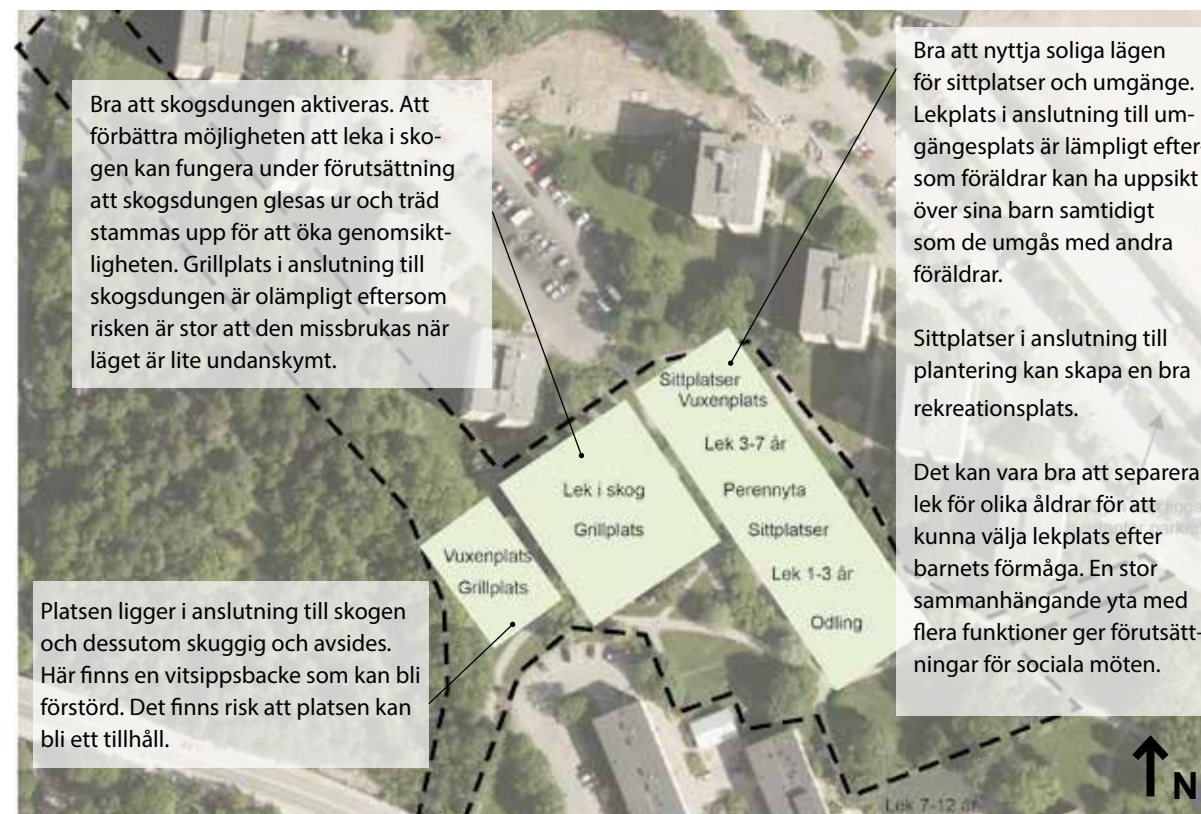 Bra att skogsdungen aktiveras. Att
förbättra möjligheten att leka i sko-
gen kan fungera under förutsättning
att skogsdungen glesas ur och träd
stammas upp för att öka genomsikt-
ligheten. Grillplats i anslutning till
skogsdungen är olämpligt eftersom
risken är stor att den missbrukas när
läget är lite undanskymt.
Bra att nyttja soliga lägen
för sittplatser och umgänge.
Lekplats i anslutning till um-
gängesplats är lämpligt efter-
som föräldrar kan ha uppsikt
över sina barn samtidigt
som de umgås med andra
föräldrar.
Sittplatser i anslutning till
plantering kan skapa en bra
rekreationsplats.
Det kan vara bra att separera
lek för olika åldrar för att
kunna välja lekplats efter
barnets förmåga. En stor
sammanhängande yta med
flera funktioner ger förutsätt-
ningar för sociala möten.
Sittplatser
Vuxenplats
Lek 3-7 år
Perennyta
Sittplatser
Lek 1-3 år
Odling
Lek i skog
Grillplats
Vuxenplats
Grillplats
Platsen ligger i anslutning till skogen
och dessutom skuggig och avsides.
Här finns en vitsippsbacke som kan bli
förstörd. Det finns risk att platsen kan
bli ett tillhåll.
Lek 7-12 år
N